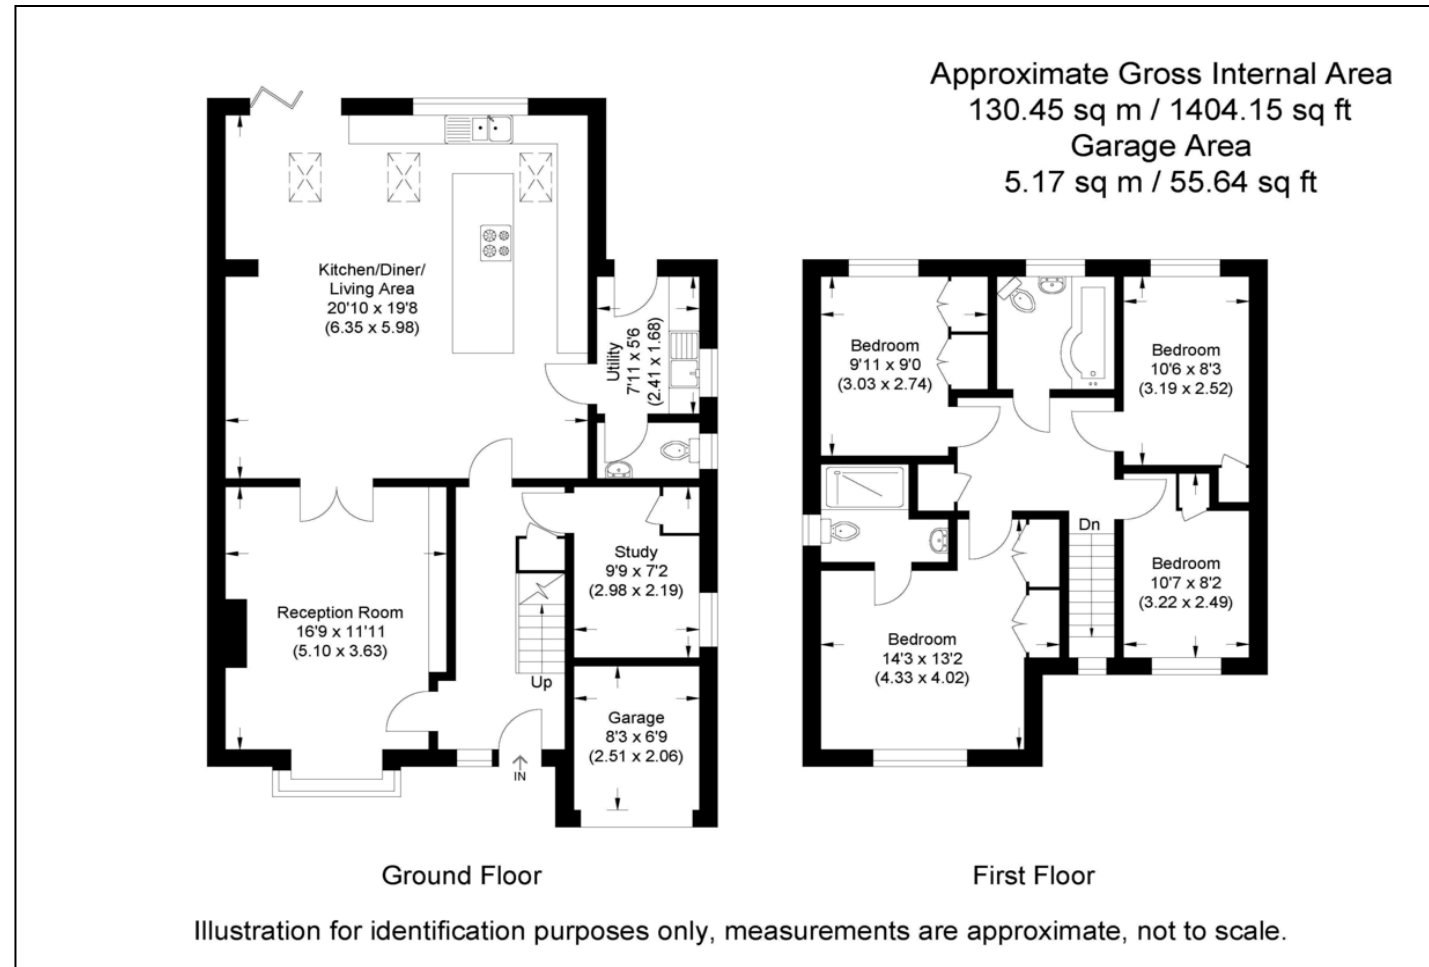 Approximate Gross Internal Area
130.45 sq m / 1404.15 sq ft
Garage Area
5.17 sq m / 55.64 sq ft
Kitchen/Diner/
Living Area
20'10 x 19'8
(6.35 x 5.98)
Utility
7'11 x 5'6
(2.41 x 1.68)
Study
9'9 x 7'2
(2.98 x 2.19)
Reception Room
16'9 x 11'11
(5.10 x 3.63)
Up
Garage
8'3 x 6'9
(2.51 x 2.06)
IN
Bedroom
9'11 x 9'0
(3.03 x 2.74)
Bedroom
10'6 x 8'3
(3.19 x 2.52)
Dn
Bedroom
10'7 x 8'2
(3.22 x 2.49)
Bedroom
14'3 x 13'2
(4.33 x 4.02)
Ground Floor
First Floor
Illustration for identification purposes only, measurements are approximate, not to scale.